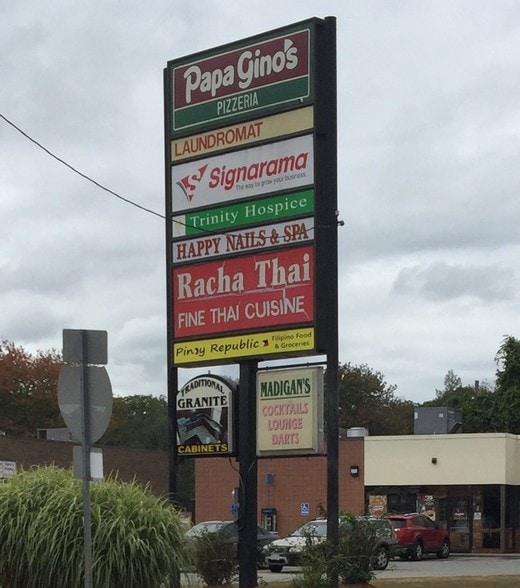 Papa Gino's
PIZZERIA
LAUNDROMAT
Signarama
The way to grow your business.
Trinity Hospice
HAPPY NAILS & SPA
Racha Thai
FINE THAI CUISINE
Pinoy Republic
Filipino Food
& Groceries
TRADITIONAL
GRANITE
CABINETS
MADIGAN'S
COCKTAILS
LOUNGE
DARTS